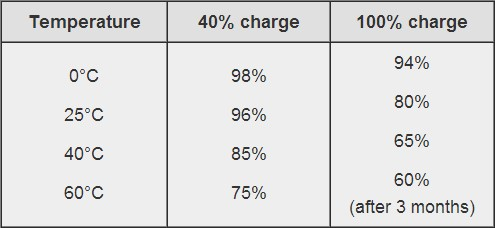 Temperature 40% charge 100% charge
0°C 98% 94%
25°C 96% 80%
40°C 85% 65%
60°C 75% 60%
(after 3 months)